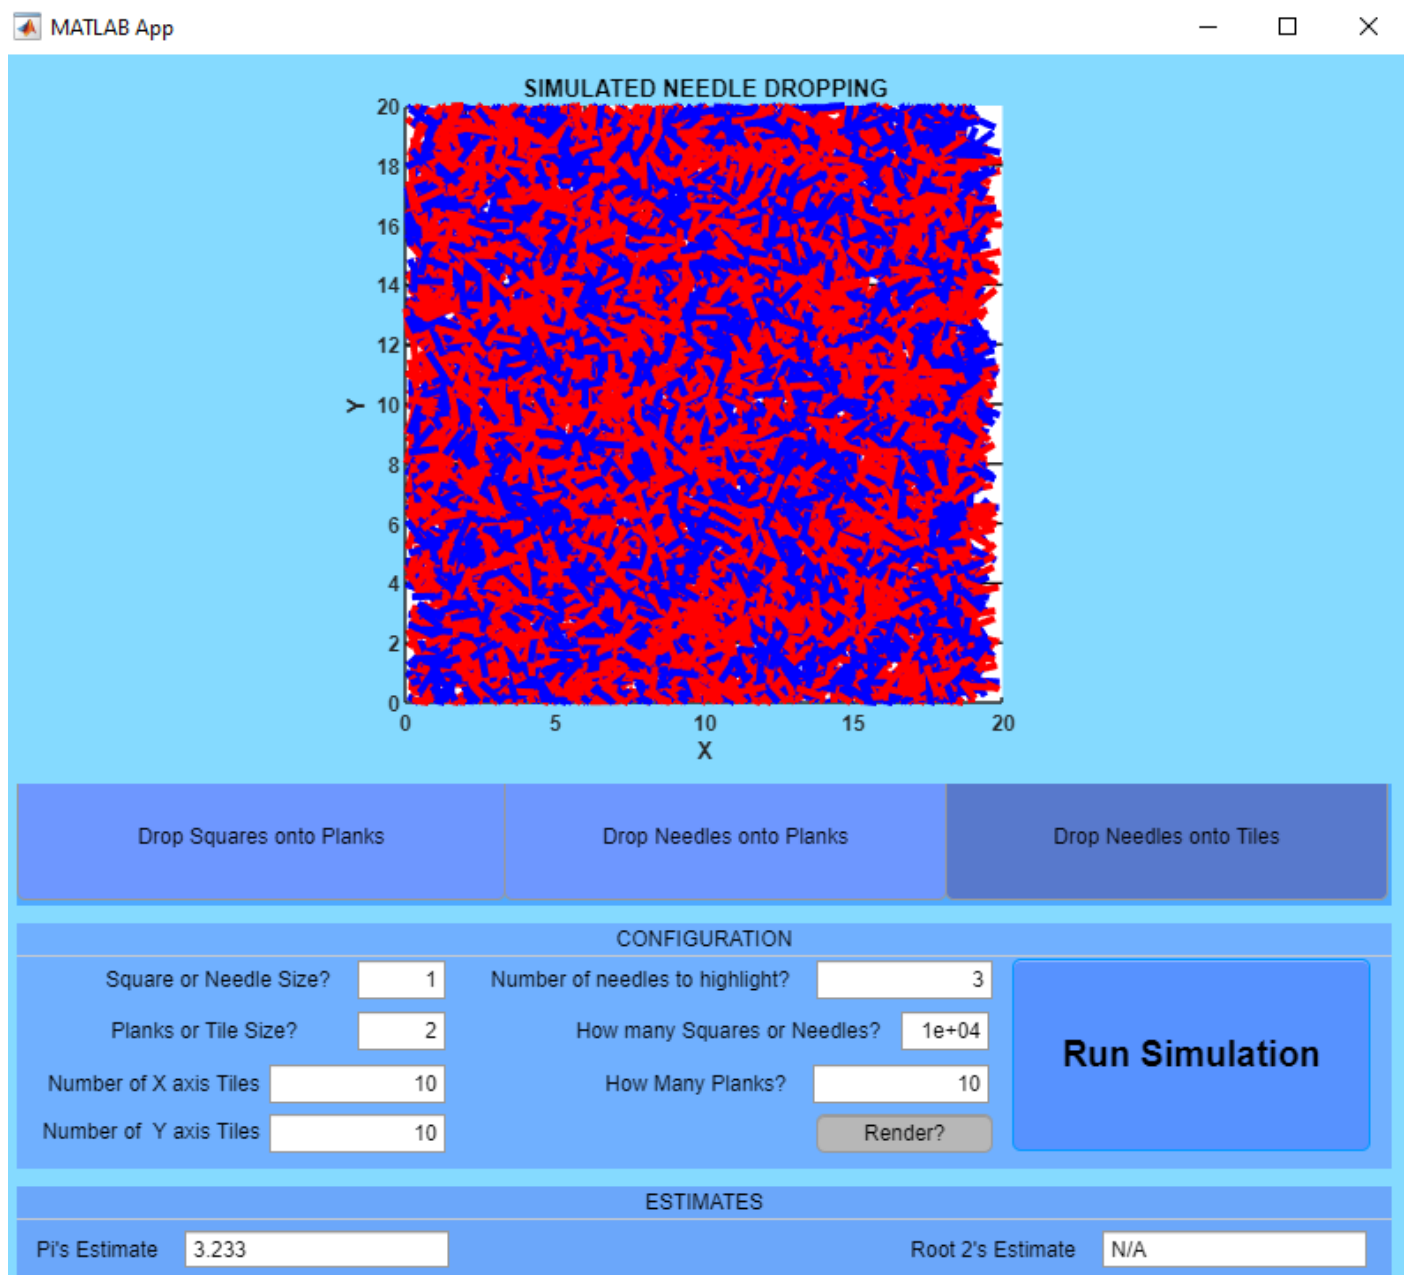 MATLAB App
SIMULATED NEEDLE DROPPING
20
18
16
14
12
10
8
6
4
2
0
Y
0 5 10 15 20
X
Drop Squares onto Planks Drop Needles onto Planks Drop Needles onto Tiles
CONFIGURATION
Square or Needle Size? 1 Number of needles to highlight? 3
Planks or Tile Size? 2 How many Squares or Needles? 1e+04
Run Simulation
Number of X axis Tiles 10 How Many Planks? 10
Number of Y axis Tiles 10 Render?
ESTIMATES
Pi's Estimate 3.233 Root 2's Estimate N/A